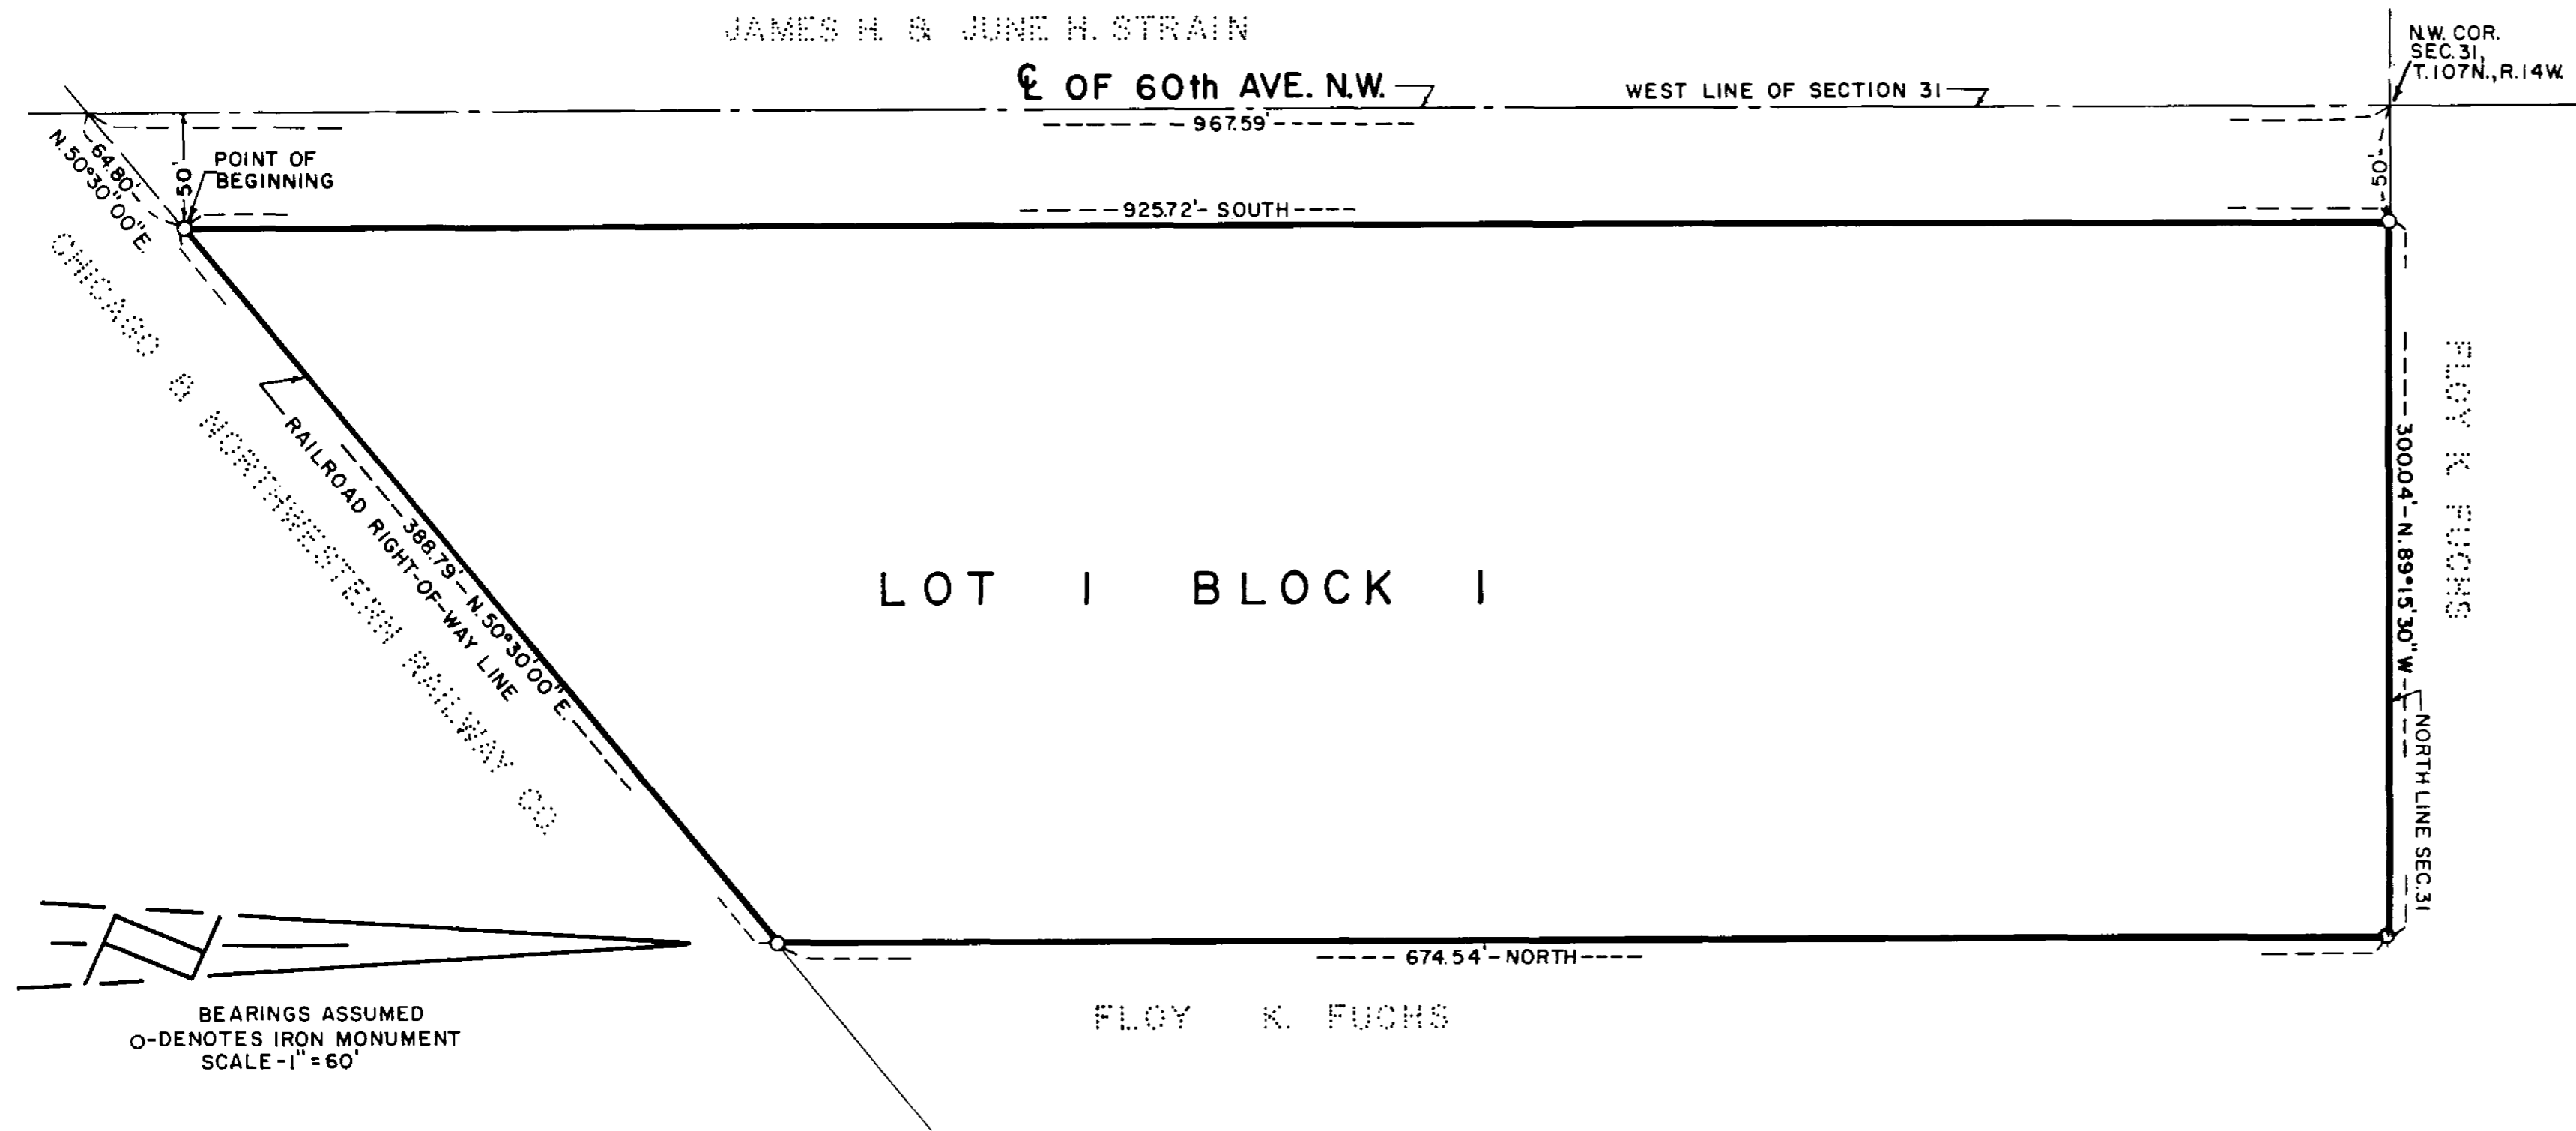 JAMES H. & JUNE H. STRAIN
℄ OF 60th AVE. N.W.
WEST LINE OF SECTION 31
N.W. COR.
SEC. 31,
T. 107N., R. 14W.
967.59'
64.80'
N. 50°30"00"E.
50'
POINT OF
BEGINNING
50'
925.72' - SOUTH
CHICAGO & NORTHWESTERN RAILWAY CO.
RAILROAD RIGHT-OF-WAY LINE
388.79' - N. 50°30'00" E.
LOT 1 BLOCK 1
300.04' - N. 89°15'30" W
FLOY K. FUCHS
NORTH LINE SEC. 31
674.54' - NORTH
FLOY K. FUCHS
N
BEARINGS ASSUMED
O-DENOTES IRON MONUMENT
SCALE - 1" = 60'